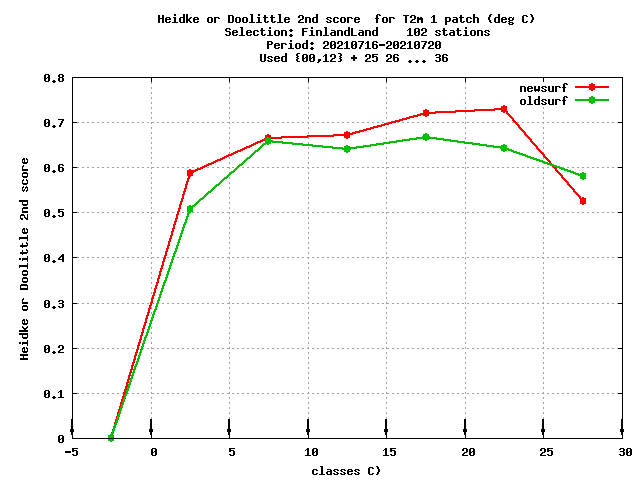 Heidke or Doolittle 2nd score  for T2m 1 patch (deg C)
Selection: FinlandLand    102 stations
Period: 20210716-20210720
Used {00,12} + 25 26 ... 36
newsurf
oldsurf
Heidke or Doolittle 2nd score
0.8
0.7
0.6
0.5
0.4
0.3
0.2
0.1
0
-5 0 5 10 15 20 25 30
classes C)